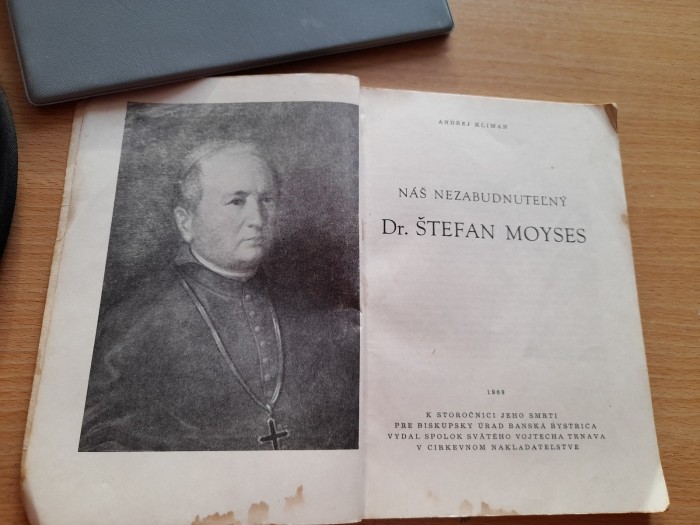 ANDREJ KLIMAN
NÁŠ NEZABUDNUTEĽNÝ
Dr. ŠTEFAN MOYSES
1969
K STOROČNICI JEHO SMRTI
PRE BISKUPSKÝ ÚRAD BANSKÁ BYSTRICA
VYDAL SPOLOK SVÄTÉHO VOJTECHA TRNAVA
V CIRKEVNOM NAKLADATEĽSTVE